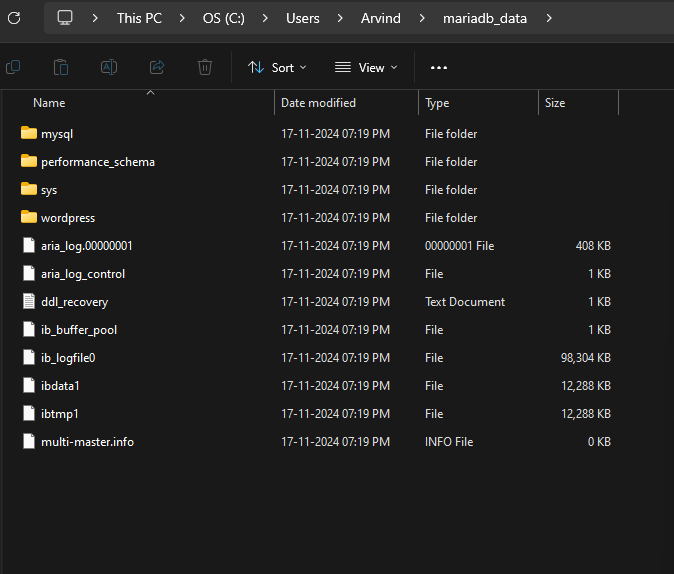 This PC > OS (C:) > Users > Arvind > mariadb_data >
Sort View ...
Name Date modified Type Size
mysql 17-11-2024 07:19 PM File folder
performance_schema 17-11-2024 07:19 PM File folder
sys 17-11-2024 07:19 PM File folder
wordpress 17-11-2024 07:19 PM File folder
aria_log.00000001 17-11-2024 07:19 PM 00000001 File 408 KB
aria_log_control 17-11-2024 07:19 PM File 1 KB
ddl_recovery 17-11-2024 07:19 PM Text Document 1 KB
ib_buffer_pool 17-11-2024 07:19 PM File 1 KB
ib_logfile0 17-11-2024 07:19 PM File 98,304 KB
ibdata1 17-11-2024 07:19 PM File 12,288 KB
ibtmp1 17-11-2024 07:19 PM File 12,288 KB
multi-master.info 17-11-2024 07:19 PM INFO File 0 KB